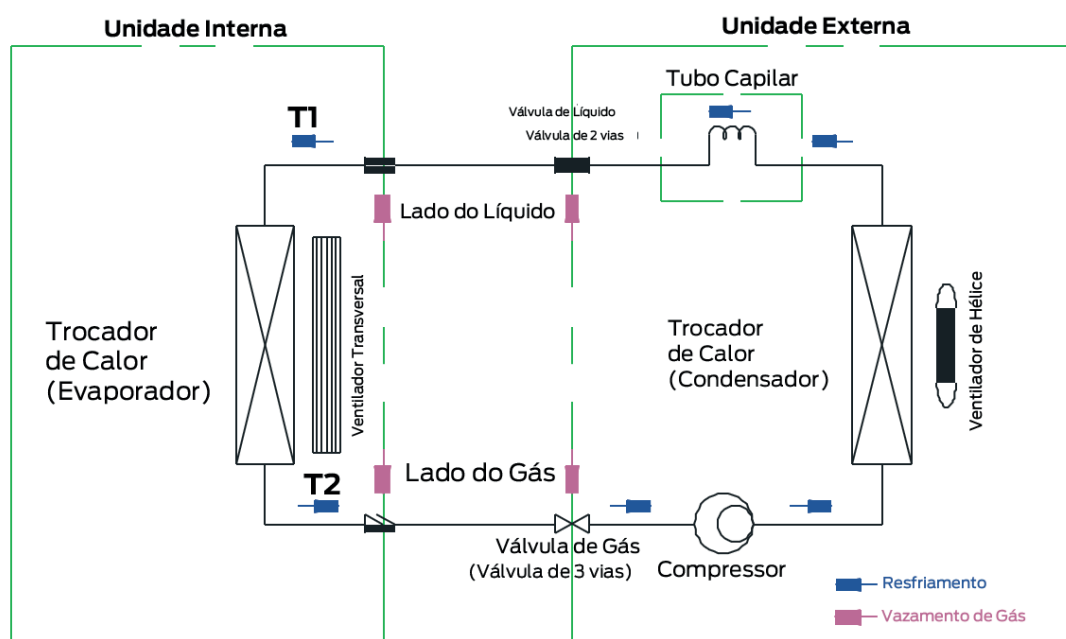 Unidade Interna
Unidade Externa
Tubo Capilar
T1
Válvula de Líquido
Válvula de 2 vias
Lado do Líquido
Trocador
de Calor
(Evaporador)
Ventilador Transversal
Trocador
de Calor
(Condensador)
Ventilador de Hélice
T2
Lado do Gás
Válvula de Gás
(Válvula de 3 vias)
Compressor
Resfriamento
Vazamento de Gás